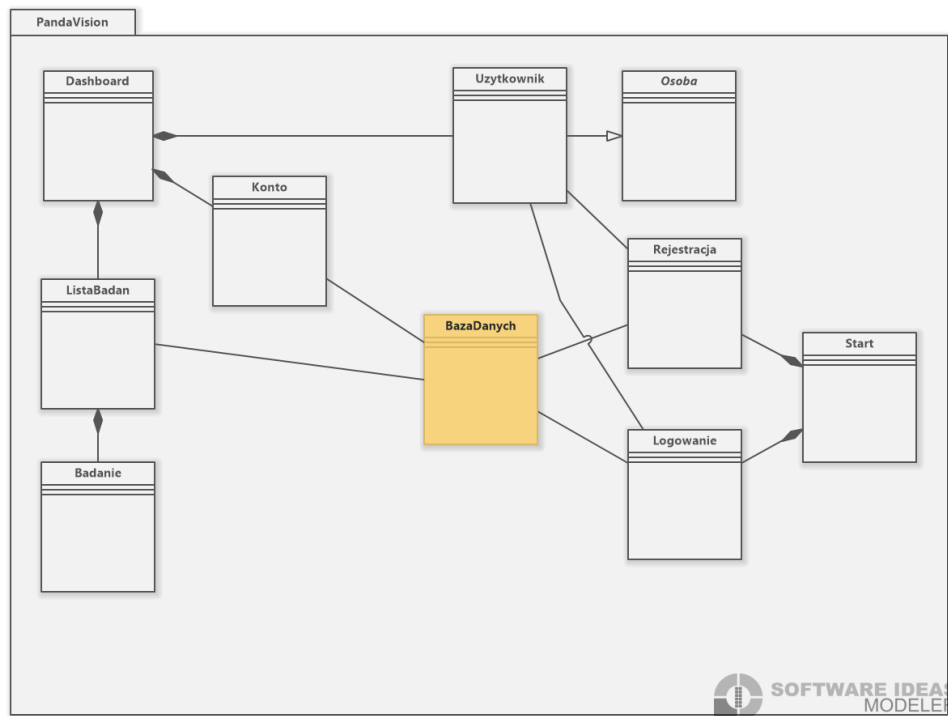 PandaVision
Dashboard
Uzytkownik
Osoba
Konto
Rejestracja
ListaBadan
BazaDanych
Start
Logowanie
Badanie
SOFTWARE IDEAS
MODELER